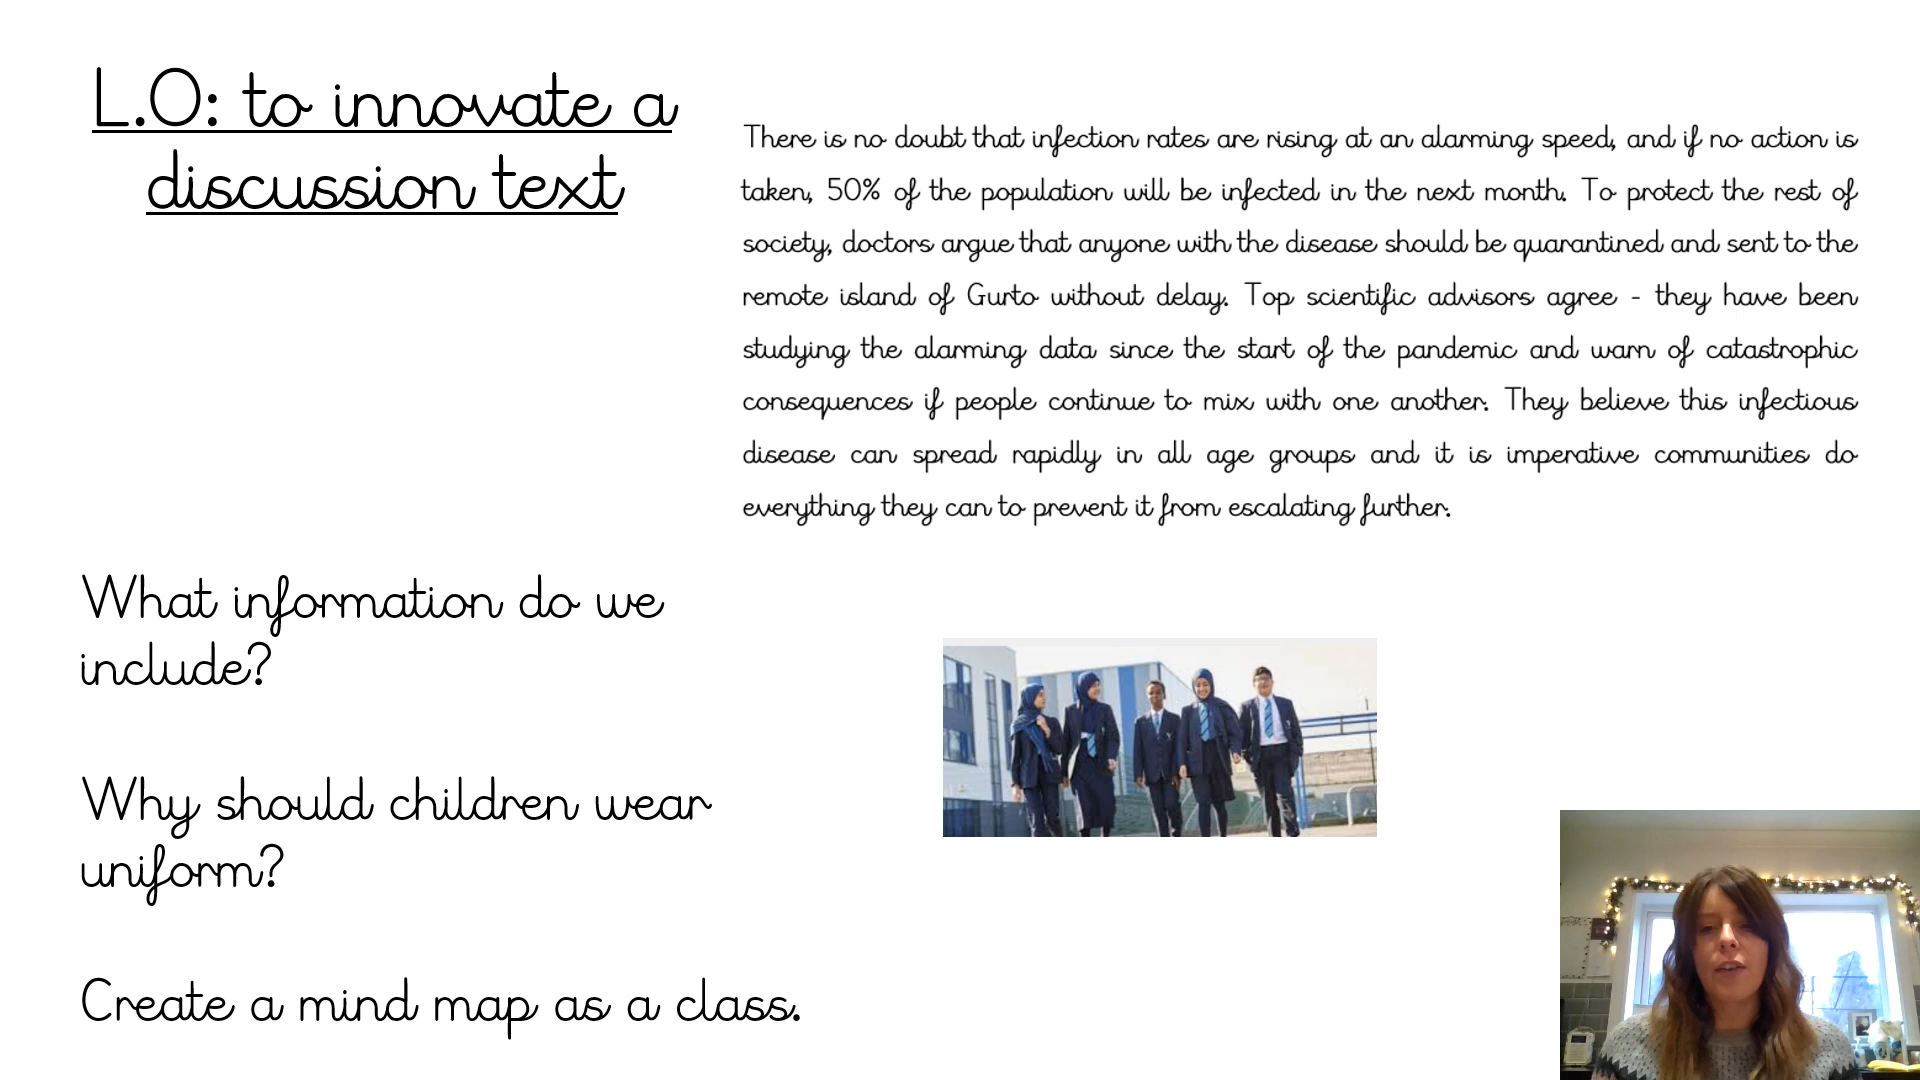 L.O: to innovate a
discussion text
There is no doubt that infection rates are rising at an alarming speed, and if no action is
taken, 50% of the population will be infected in the next month. To protect the rest of
society, doctors argue that anyone with the disease should be quarantined and sent to the
remote island of Gurto without delay. Top scientific advisors agree - they have been
studying the alarming data since the start of the pandemic and warn of catastrophic
consequences if people continue to mix with one another. They believe this infectious
disease can spread rapidly in all age groups and it is imperative communities do
everything they can to prevent it from escalating further.
What information do we
include?
Why should children wear
uniform?
Create a mind map as a class.